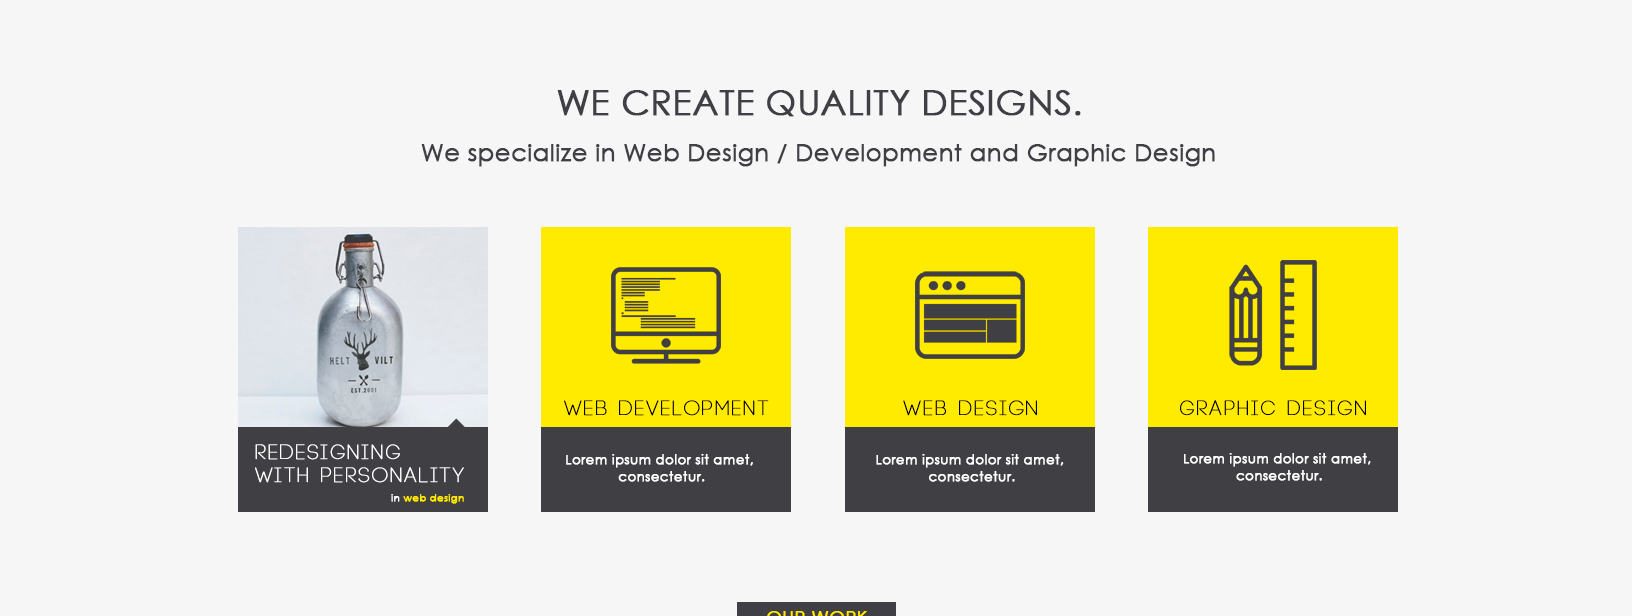 WE CREATE QUALITY DESIGNS.
We specialize in Web Design / Development and Graphic Design
HELT VILT
EST.2001
REDESIGNING
WITH PERSONALITY
in web design
WEB DEVELOPMENT
Lorem ipsum dolor sit amet,
consectetur.
WEB DESIGN
Lorem ipsum dolor sit amet,
consectetur.
GRAPHIC DESIGN
Lorem ipsum dolor sit amet,
consectetur.
OUR WORK